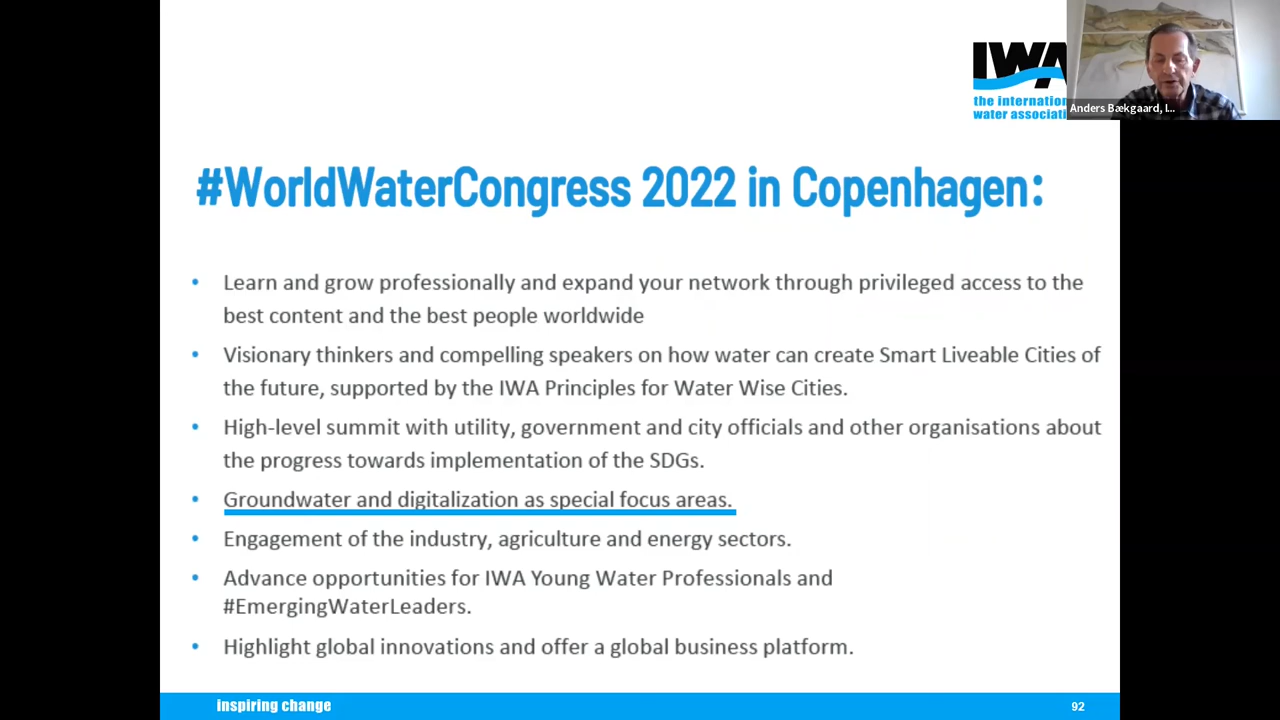 IWA
the internation
water associati
Anders Bækgaard, I...
#WorldWaterCongress 2022 in Copenhagen:
• Learn and grow professionally and expand your network through privileged access to the
best content and the best people worldwide
• Visionary thinkers and compelling speakers on how water can create Smart Liveable Cities of
the future, supported by the IWA Principles for Water Wise Cities.
• High-level summit with utility, government and city officials and other organisations about
the progress towards implementation of the SDGs.
• Groundwater and digitalization as special focus areas.
• Engagement of the industry, agriculture and energy sectors.
• Advance opportunities for IWA Young Water Professionals and
#EmergingWaterLeaders.
• Highlight global innovations and offer a global business platform.
inspiring change
92